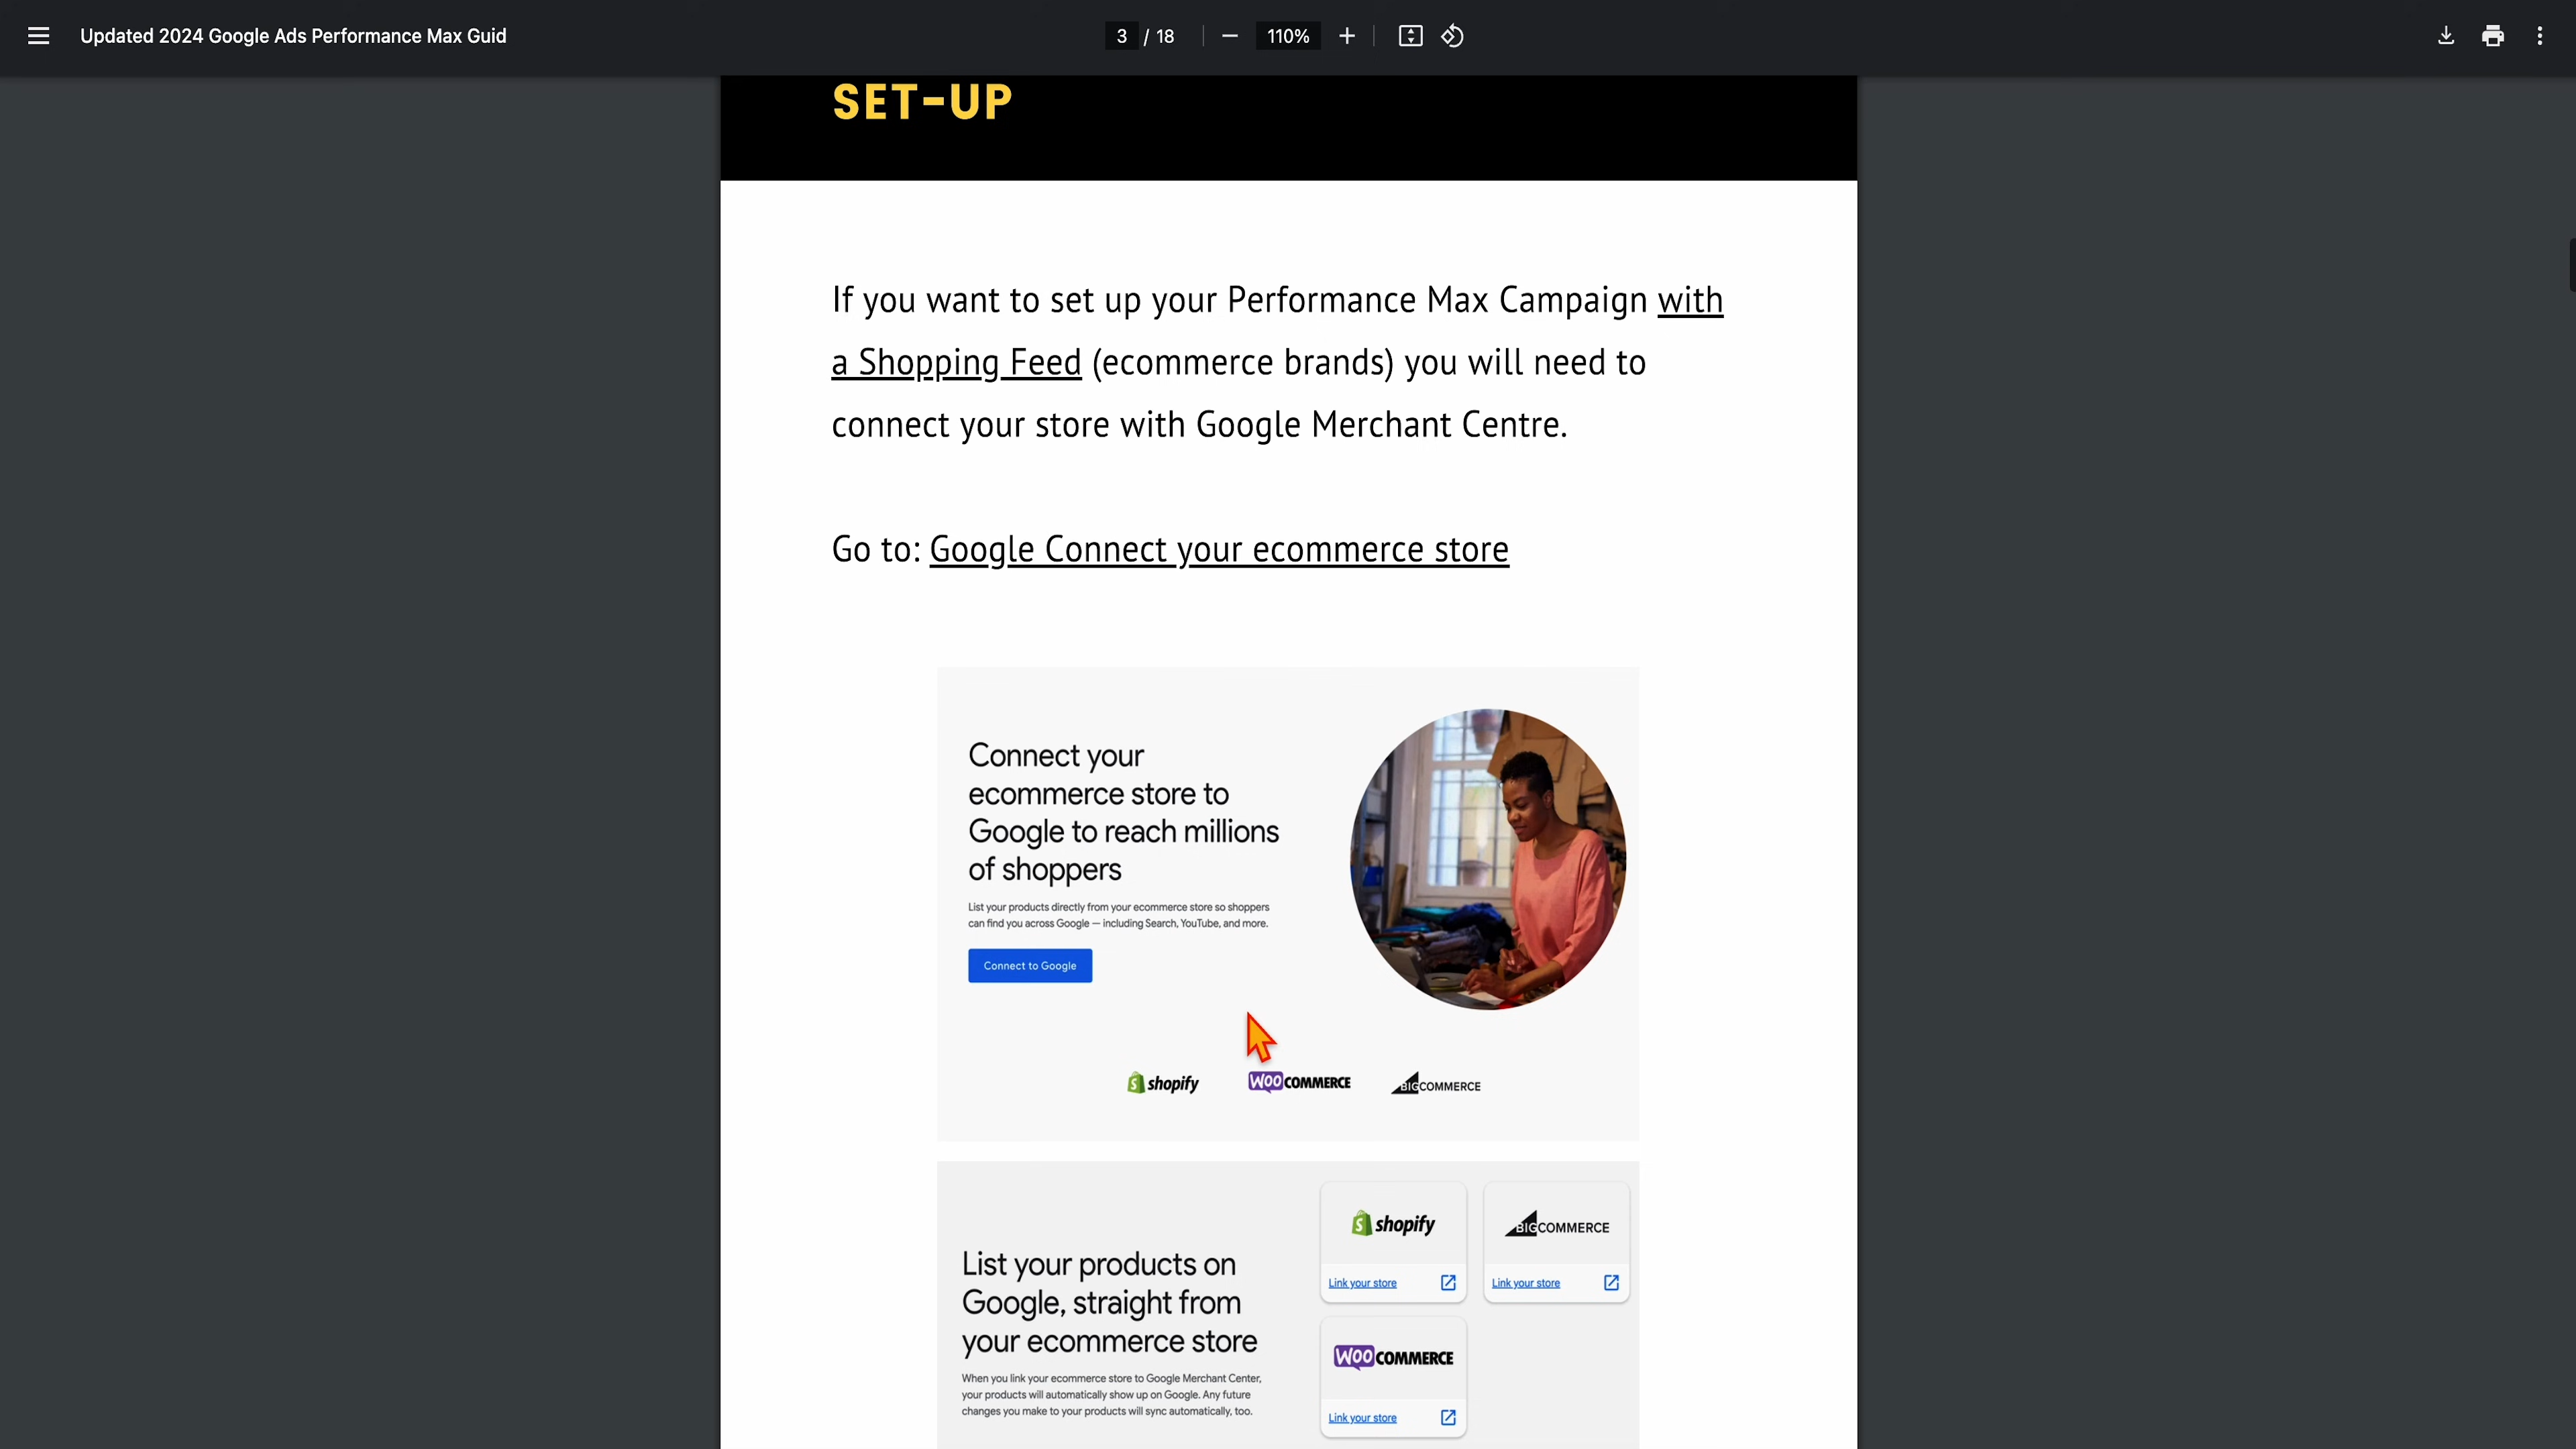 Updated 2024 Google Ads Performance Max Guid
3 / 18
110%
SET-UP
If you want to set up your Performance Max Campaign with
a Shopping Feed (ecommerce brands) you will need to
connect your store with Google Merchant Centre.
Go to: Google Connect your ecommerce store
Connect your
ecommerce store to
Google to reach millions
of shoppers
List your products directly from your ecommerce store so shoppers
can find you across Google — including Search, YouTube, and more.
Connect to Google
shopify
WOOCOMMERCE
BIGCOMMERCE
List your products on
Google, straight from
your ecommerce store
When you link your ecommerce store to Google Merchant Center,
your products will automatically show up on Google. Any future
changes you make to your products will sync automatically, too.
shopify
Link your store
BIGCOMMERCE
Link your store
WOOCOMMERCE
Link your store